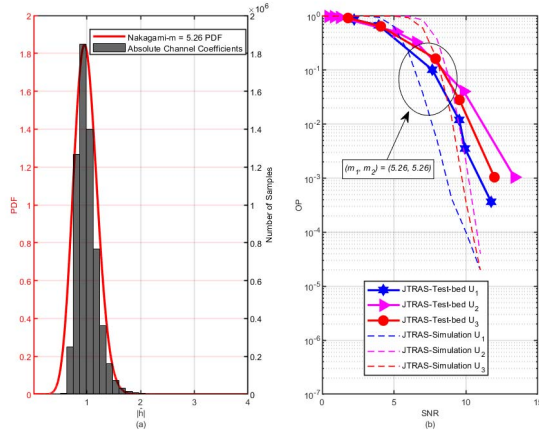 ×10⁶
Nakagami-m = 5.26 PDF
Absolute Channel Coefficients
2
1.8
1.6
1.4
1.2
1
0.8
0.6
0.4
0.2
0
PDF
1.8
1.6
1.4
1.2
1
0.8
0.6
0.4
0.2
0
Number of Samples
0 1 2 3 4
|ĥ|
(a)
10⁰
10⁻¹
10⁻²
10⁻³
10⁻⁴
10⁻⁵
10⁻⁶
10⁻⁷
OP
(m₁, m₂) = (5.26, 5.26)
JTRAS-Test-bed U₁
JTRAS-Test-bed U₂
JTRAS-Test-bed U₃
JTRAS-Simulation U₁
JTRAS-Simulation U₂
JTRAS-Simulation U₃
0 5 10 15
SNR
(b)